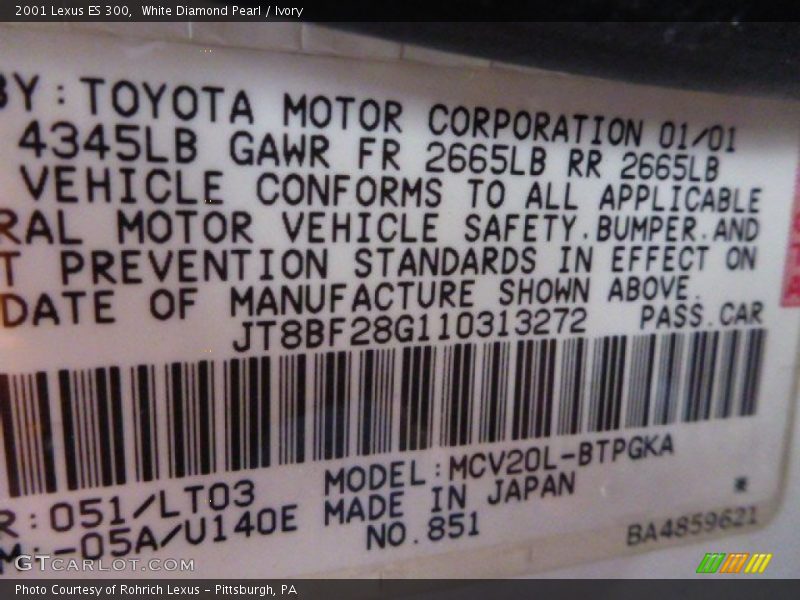 2001 Lexus ES 300, White Diamond Pearl / Ivory
BY: TOYOTA MOTOR CORPORATION 01/01
4345LB GAWR FR 2665LB RR 2665LB
VEHICLE CONFORMS TO ALL APPLICABLE
RAL MOTOR VEHICLE SAFETY.BUMPER.AND
T PREVENTION STANDARDS IN EFFECT ON
DATE OF MANUFACTURE SHOWN ABOVE.
JT8BF28G110313272 PASS.CAR
R:051/LT03 MODEL:MCV20L-BTPGKA
M:-05A/U140E MADE IN JAPAN
NO.851 *
BA4859621
GTCARLOT.COM
Photo Courtesy of Rohrich Lexus - Pittsburgh, PA